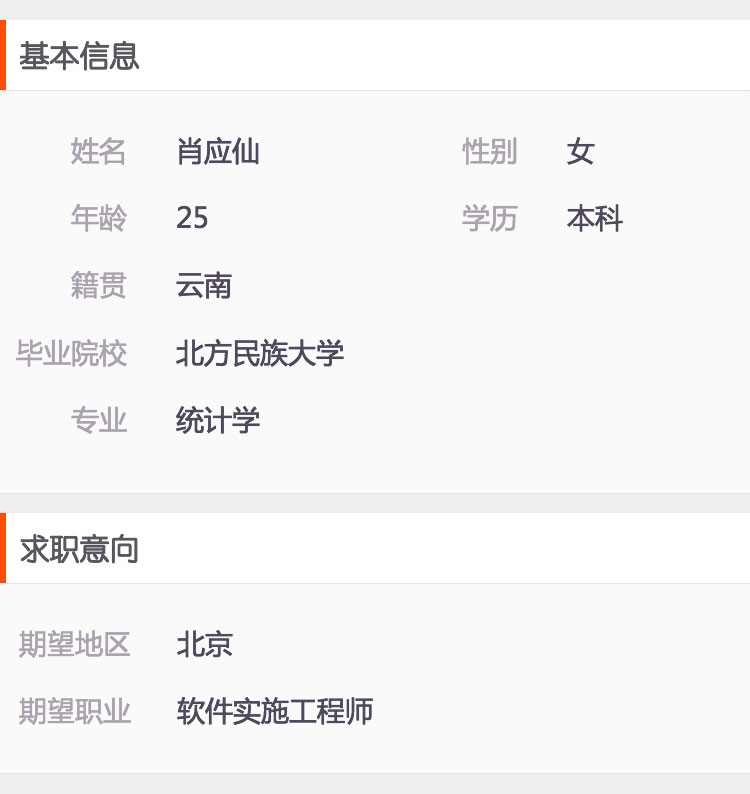 基本信息
姓名 肖应仙 性别 女
年龄 25 学历 本科
籍贯 云南
毕业院校 北方民族大学
专业 统计学
求职意向
期望地区 北京
期望职业 软件实施工程师